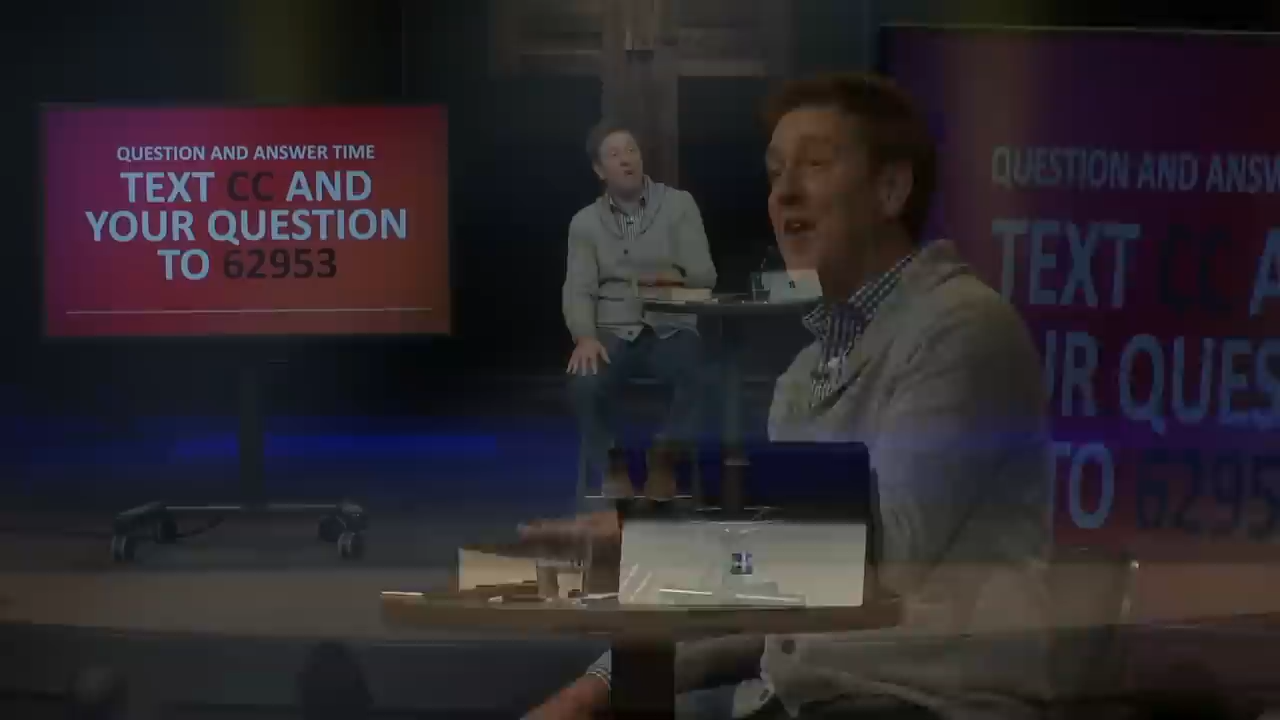 QUESTION AND ANSWER TIME
TEXT CC AND
YOUR QUESTION
TO 62953
QUESTION AND ANSW
TEXT CC A
UR QUES
TO 6295